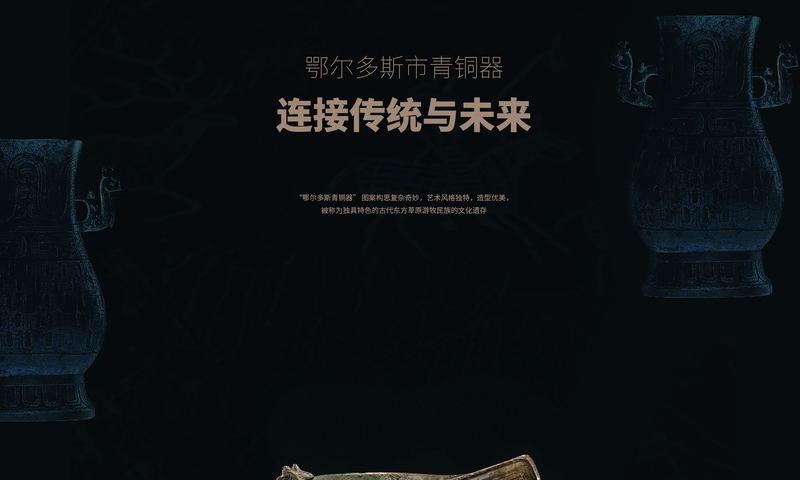 鄂尔多斯市青铜器
连接传统与未来
“鄂尔多斯青铜器” 图案构思复杂奇妙，艺术风格独特，造型优美，
被称为独具特色的古代东方草原游牧民族的文化遗存